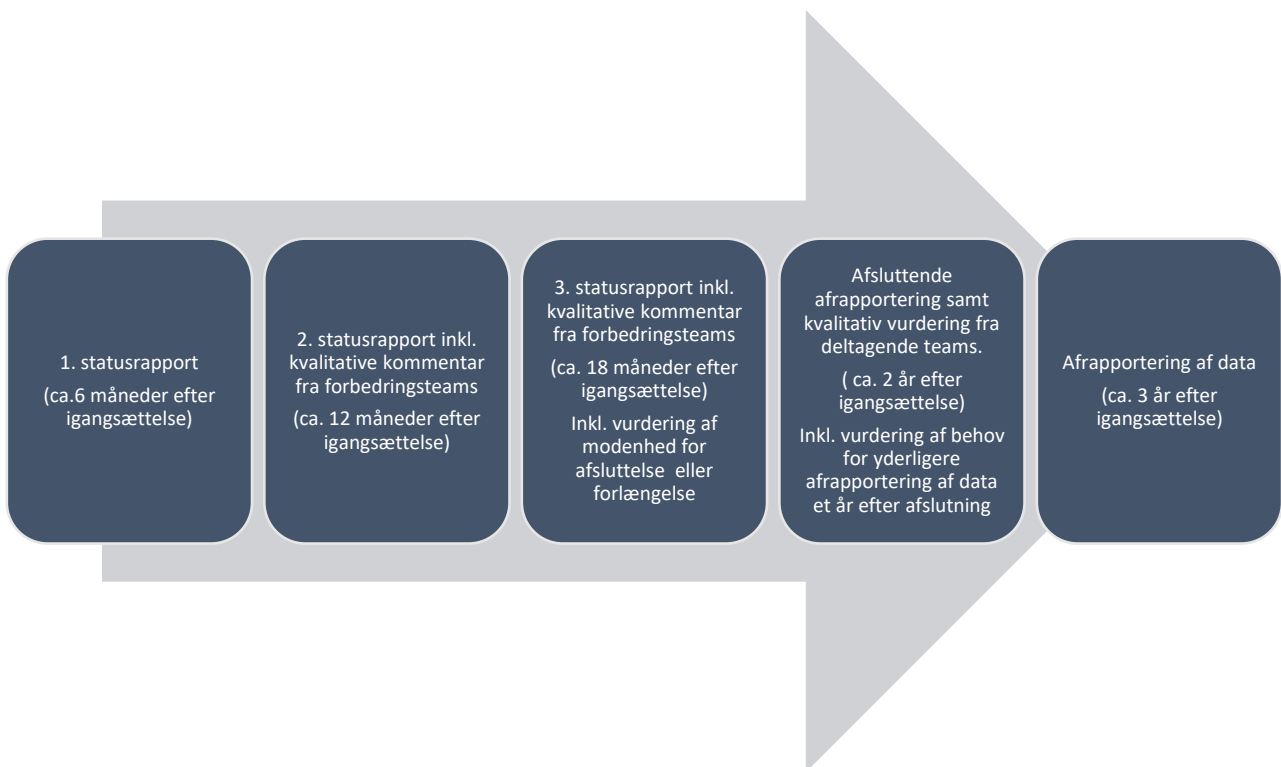 1. statusrapport
(ca.6 måneder efter
igangsættelse)
2. statusrapport inkl.
kvalitative kommentar
fra forbedringsteams
(ca. 12 måneder efter
igangsættelse)
3. statusrapport inkl.
kvalitative kommentar
fra forbedringsteams
(ca. 18 måneder efter
igangsættelse)
Inkl. vurdering af
modenhed for
afsluttelse  eller
forlængelse
Afsluttende
afrapportering samt
kvalitativ vurdering fra
deltagende teams.
( ca. 2 år efter
igangsættelse)
Inkl. vurdering af behov
for yderligere
afrapportering af data
et år efter afslutning
Afrapportering af data
(ca. 3 år efter
igangsættelse)